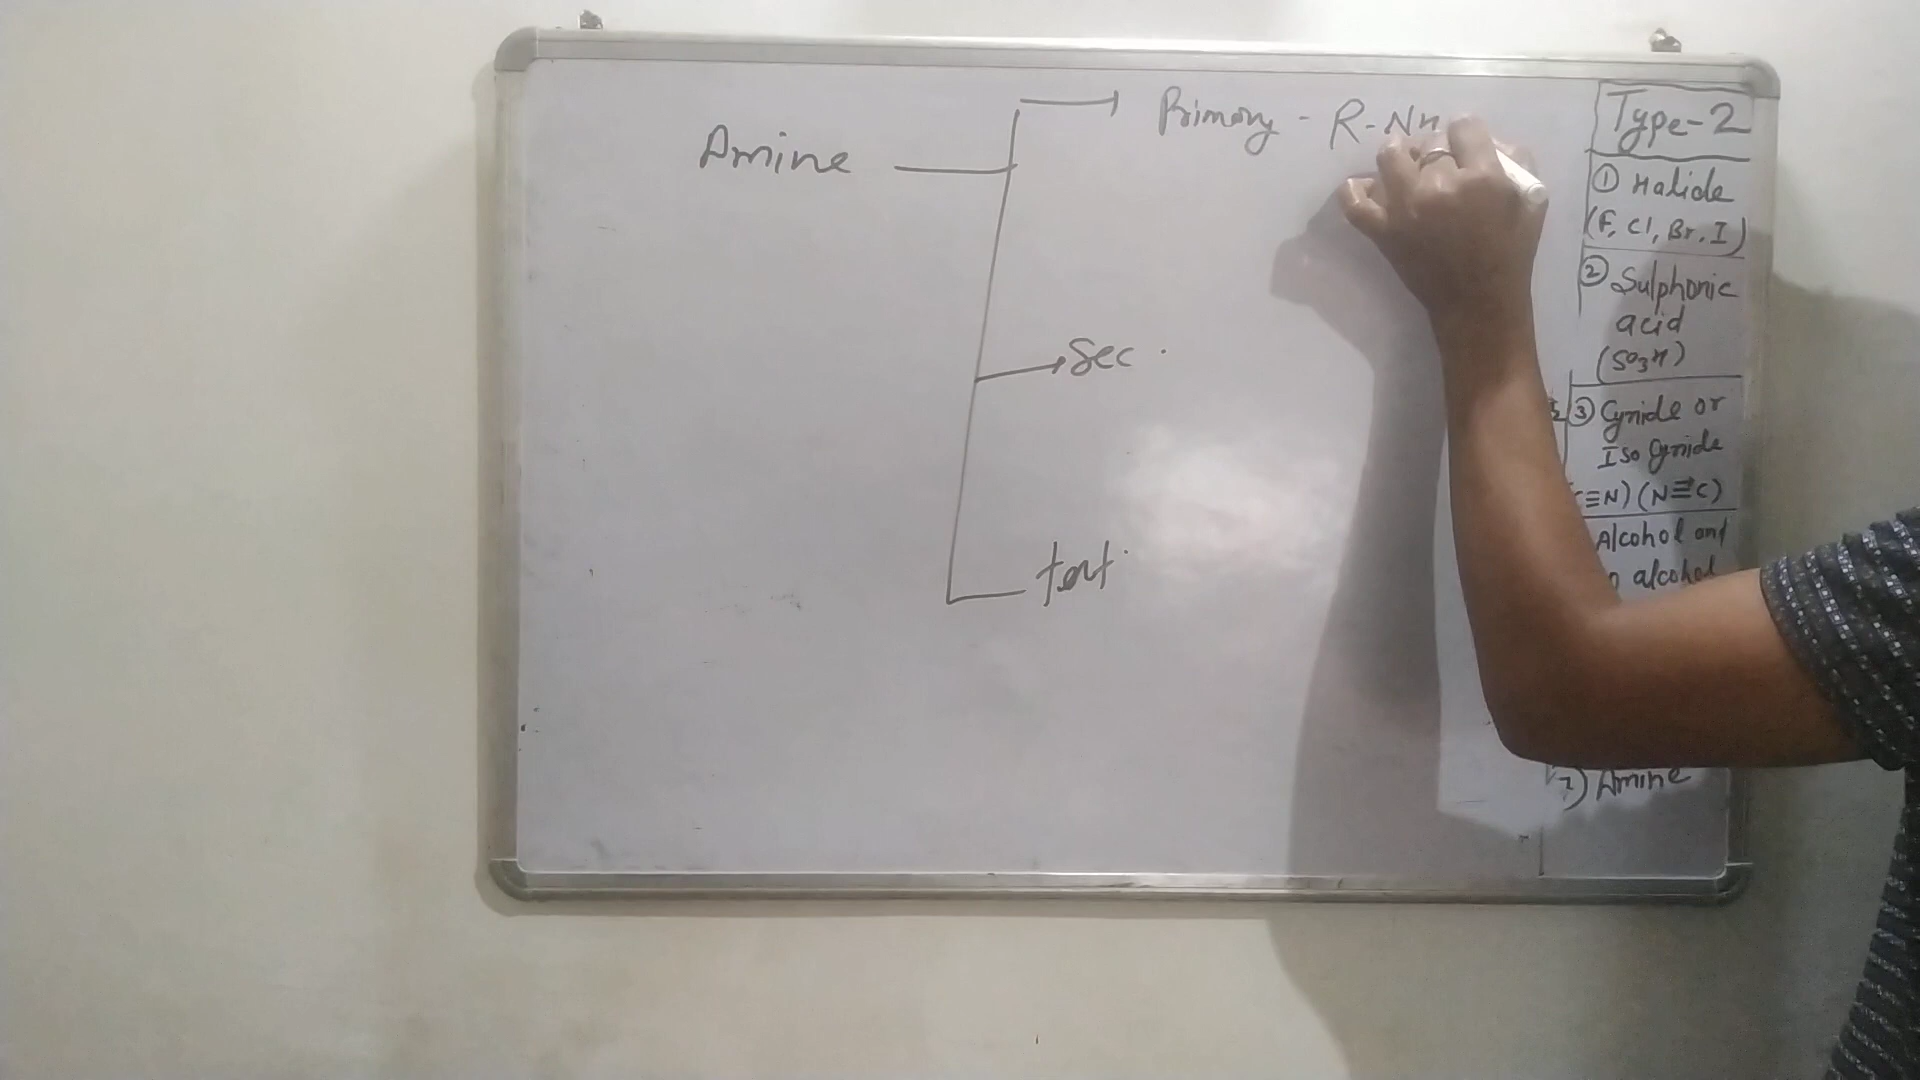 Amine
Primary - R-NH
Sec.
tert.
Type-2
① Halide
(F, Cl, Br, I)
② Sulphonic
acid
(SO3H)
③ Cynide or
Iso Cynide
≡N) (N≡C)
Alcohol and
alcohol
7) Amine